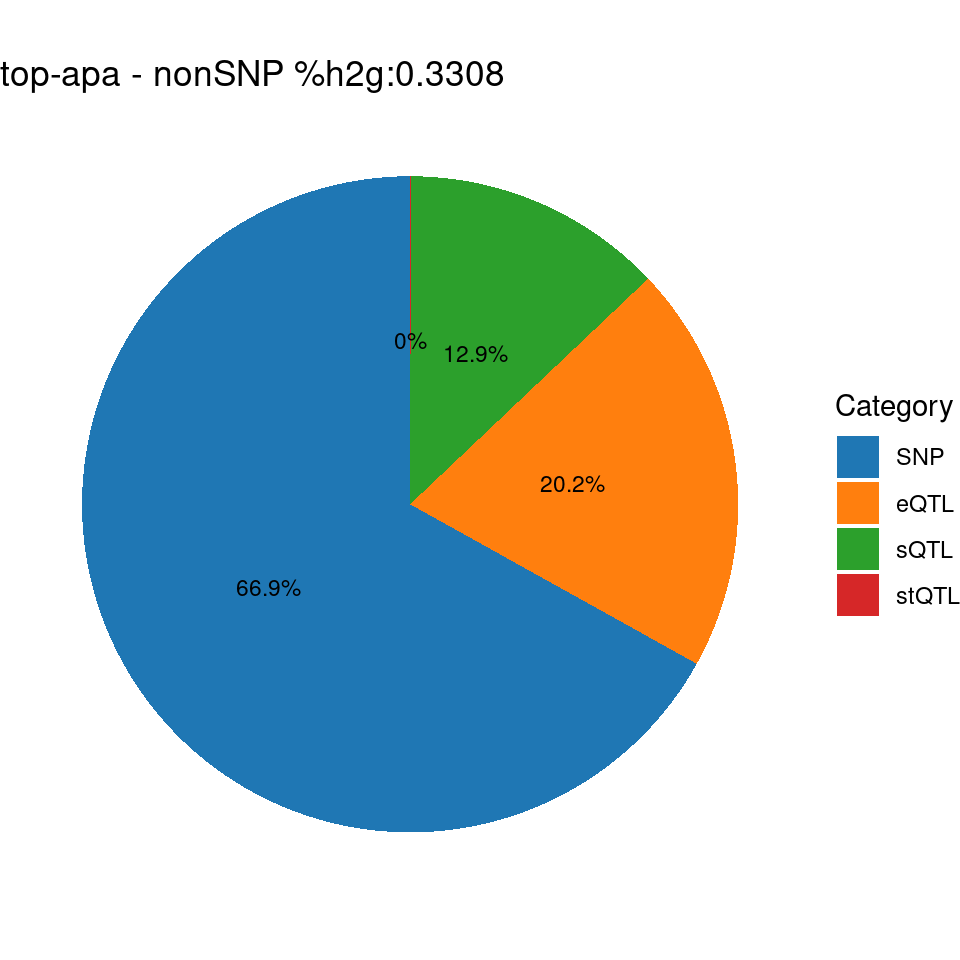 top-apa - nonSNP %h2g:0.3308
0%
12.9%
20.2%
66.9%
Category
SNP
eQTL
sQTL
stQTL